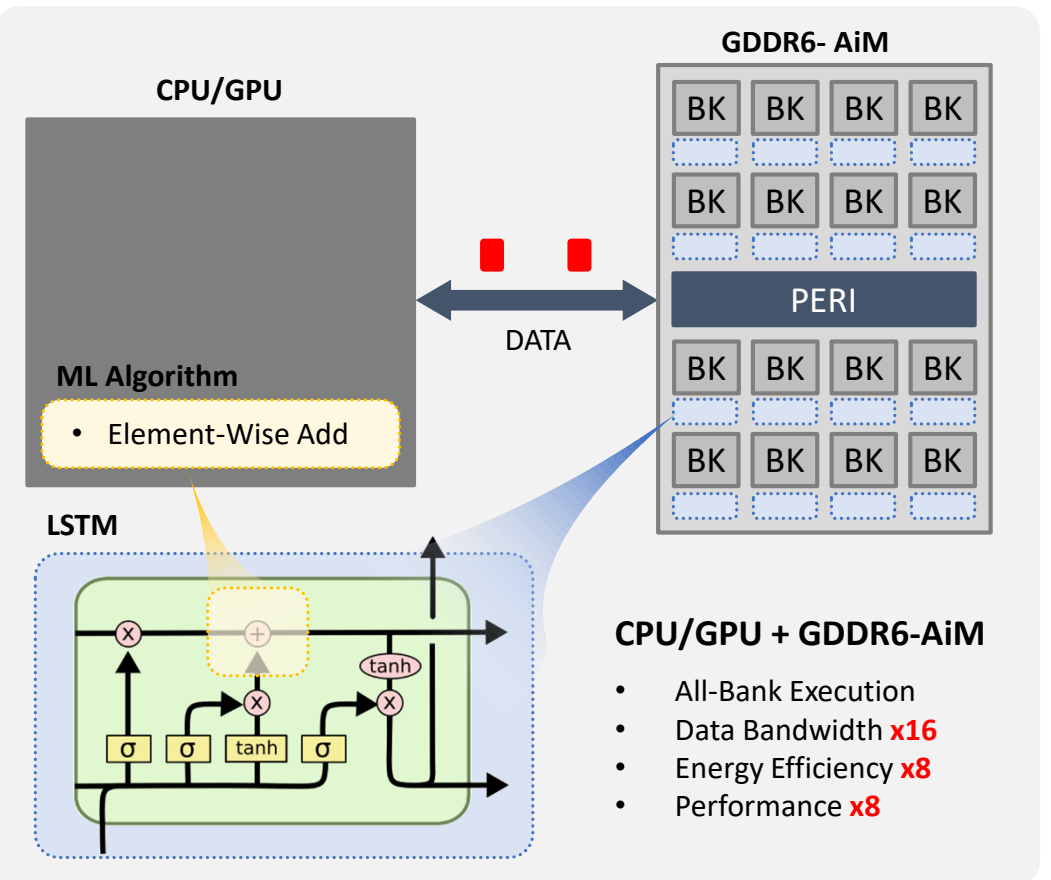 GDDR6- AiM
CPU/GPU
BK BK BK BK
BK BK BK BK
PERI
DATA
BK BK BK BK
BK BK BK BK
ML Algorithm
• Element-Wise Add
LSTM
x
+
tanh
x
x
σ
σ
tanh
σ
CPU/GPU + GDDR6-AiM
• All-Bank Execution
• Data Bandwidth x16
• Energy Efficiency x8
• Performance x8